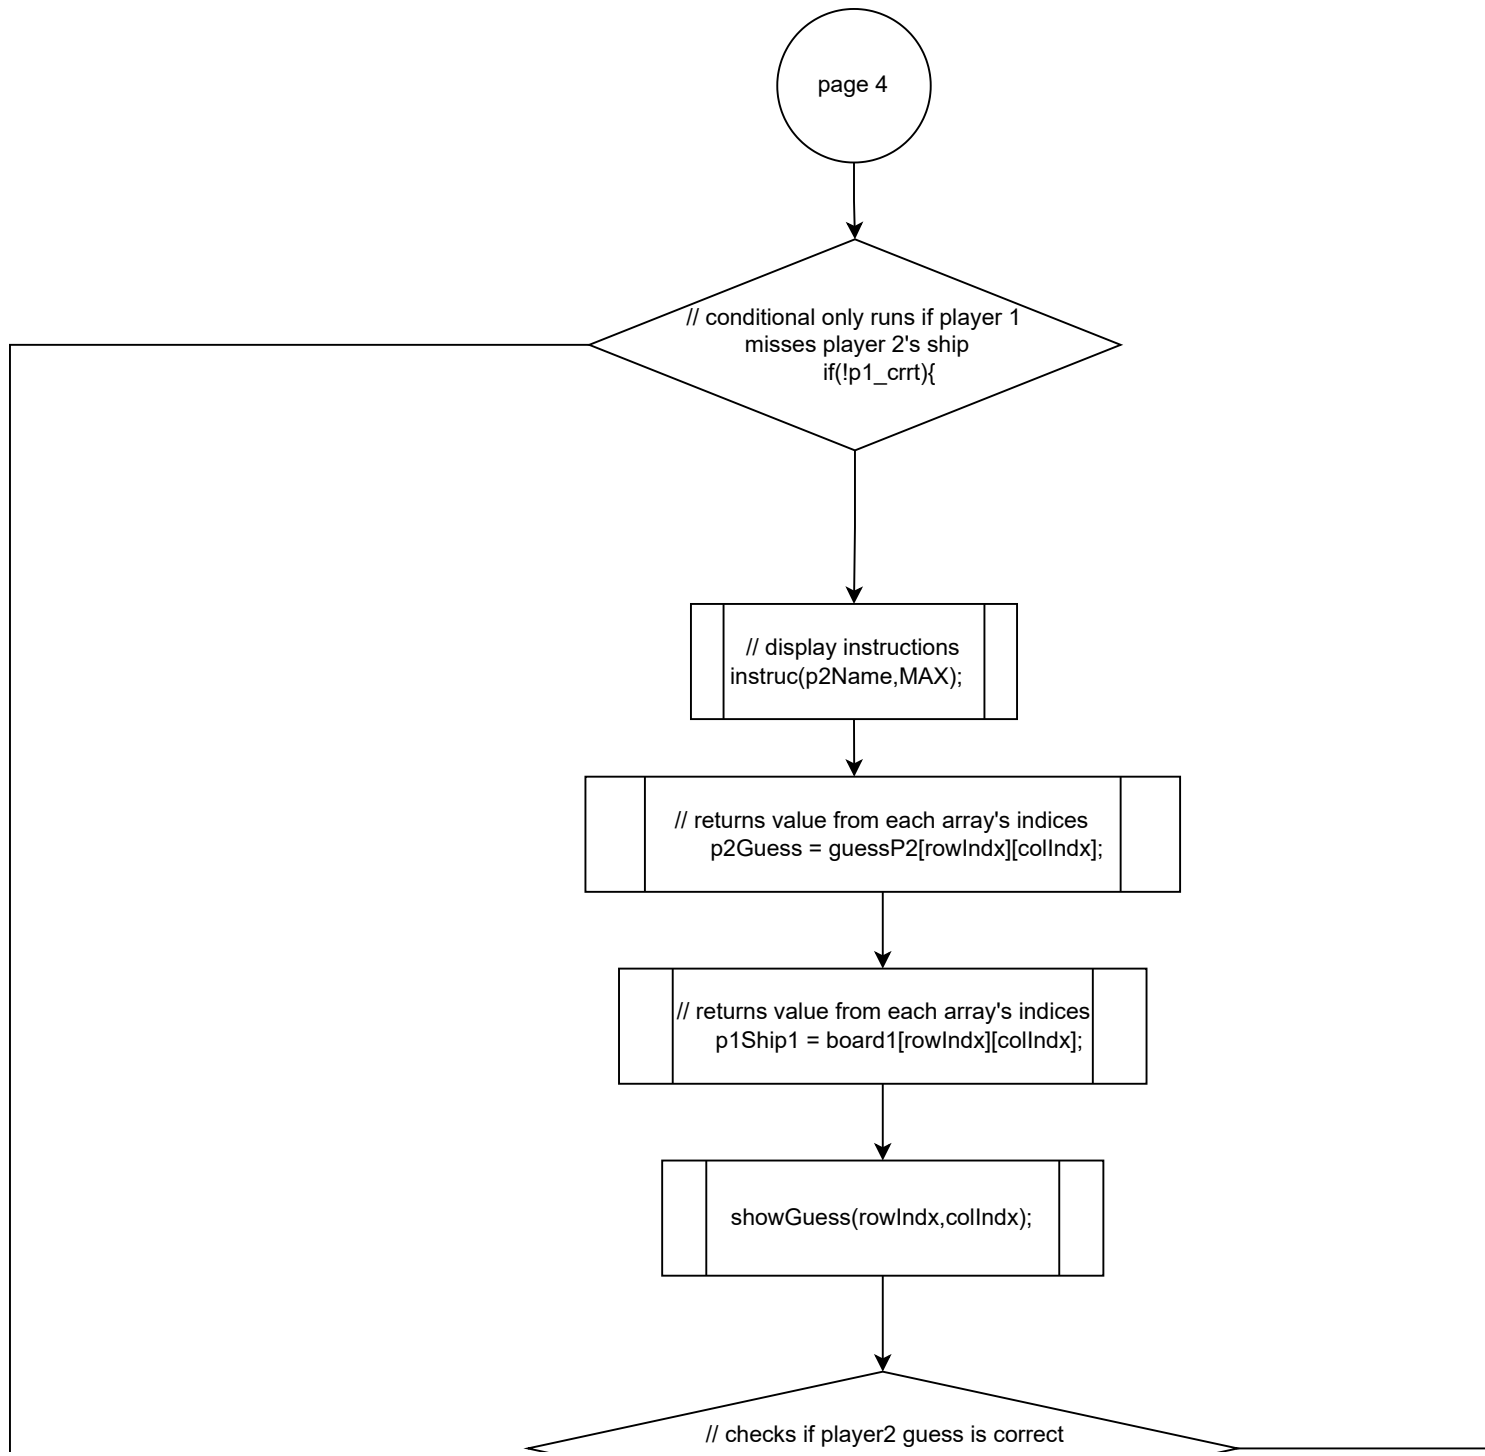 page 4
// conditional only runs if player 1
misses player 2's ship
if(!p1_crrt){
// display instructions
instruc(p2Name,MAX);
// returns value from each array's indices
p2Guess = guessP2[rowIndx][colIndx];
// returns value from each array's indices
p1Ship1 = board1[rowIndx][colIndx];
showGuess(rowIndx,colIndx);
// checks if player2 guess is correct